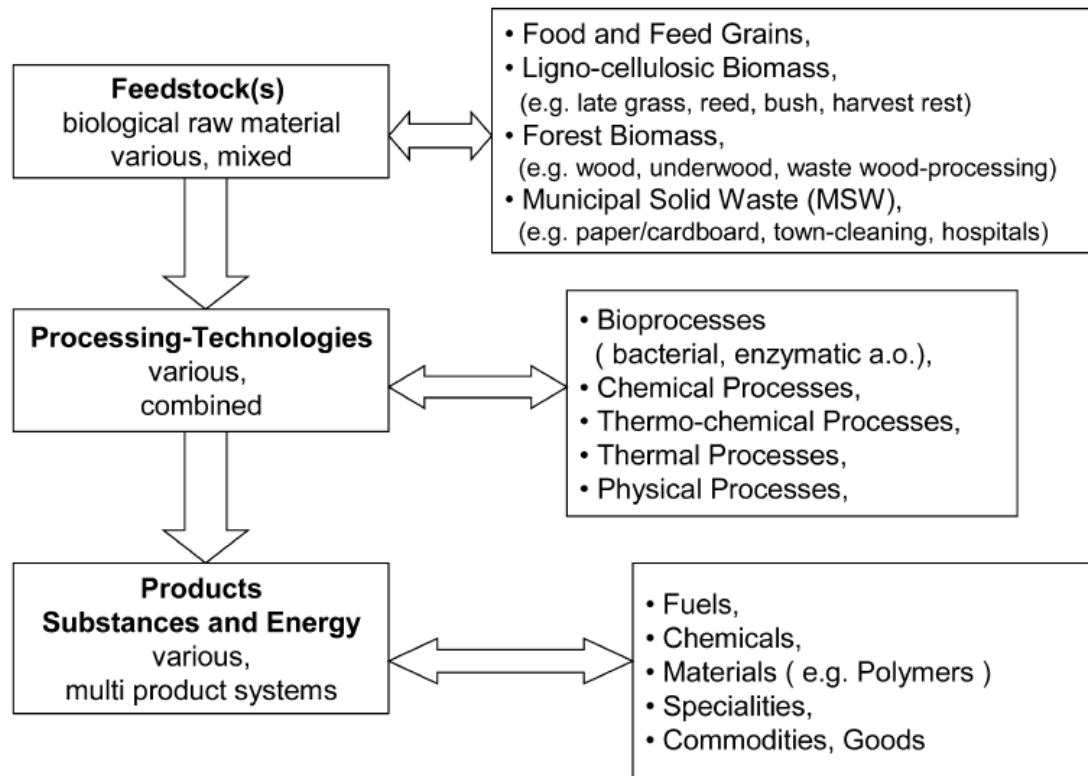 Feedstock(s)
biological raw material
various, mixed
• Food and Feed Grains,
• Ligno-cellulosic Biomass,
(e.g. late grass, reed, bush, harvest rest)
• Forest Biomass,
(e.g. wood, underwood, waste wood-processing)
• Municipal Solid Waste (MSW),
(e.g. paper/cardboard, town-cleaning, hospitals)
Processing-Technologies
various,
combined
• Bioprocesses
( bacterial, enzymatic a.o.),
• Chemical Processes,
• Thermo-chemical Processes,
• Thermal Processes,
• Physical Processes,
Products
Substances and Energy
various,
multi product systems
• Fuels,
• Chemicals,
• Materials ( e.g. Polymers )
• Specialities,
• Commodities, Goods